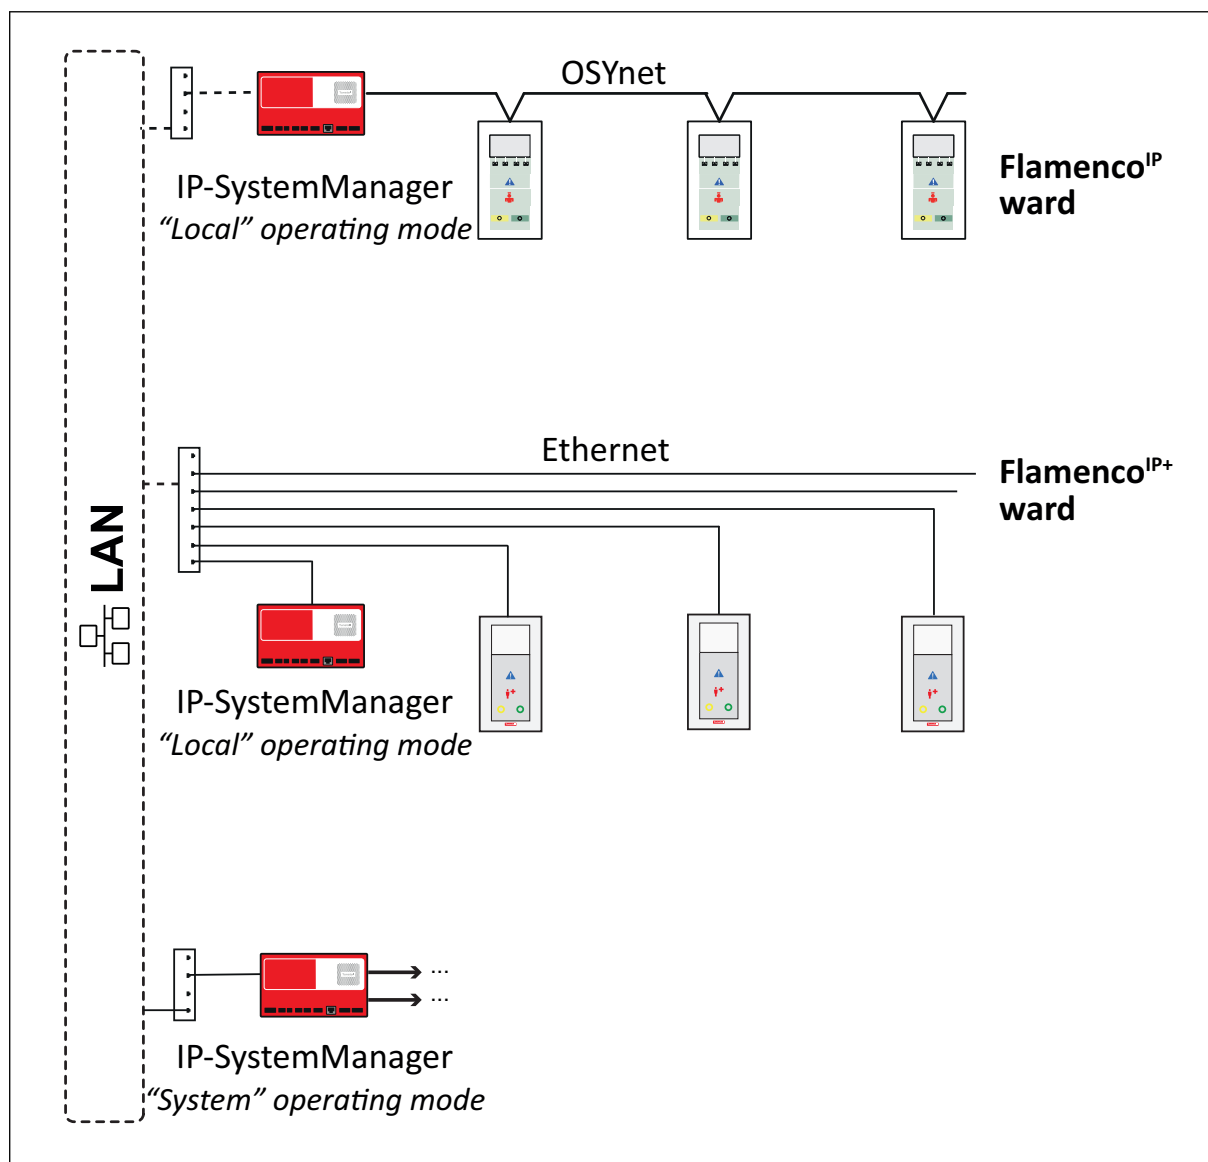 OSYnet
IP-SystemManager
“Local” operating mode
Flamenco^IP
ward
Ethernet
Flamenco^IP+
ward
LAN
IP-SystemManager
“Local” operating mode
... 
...
IP-SystemManager
“System” operating mode